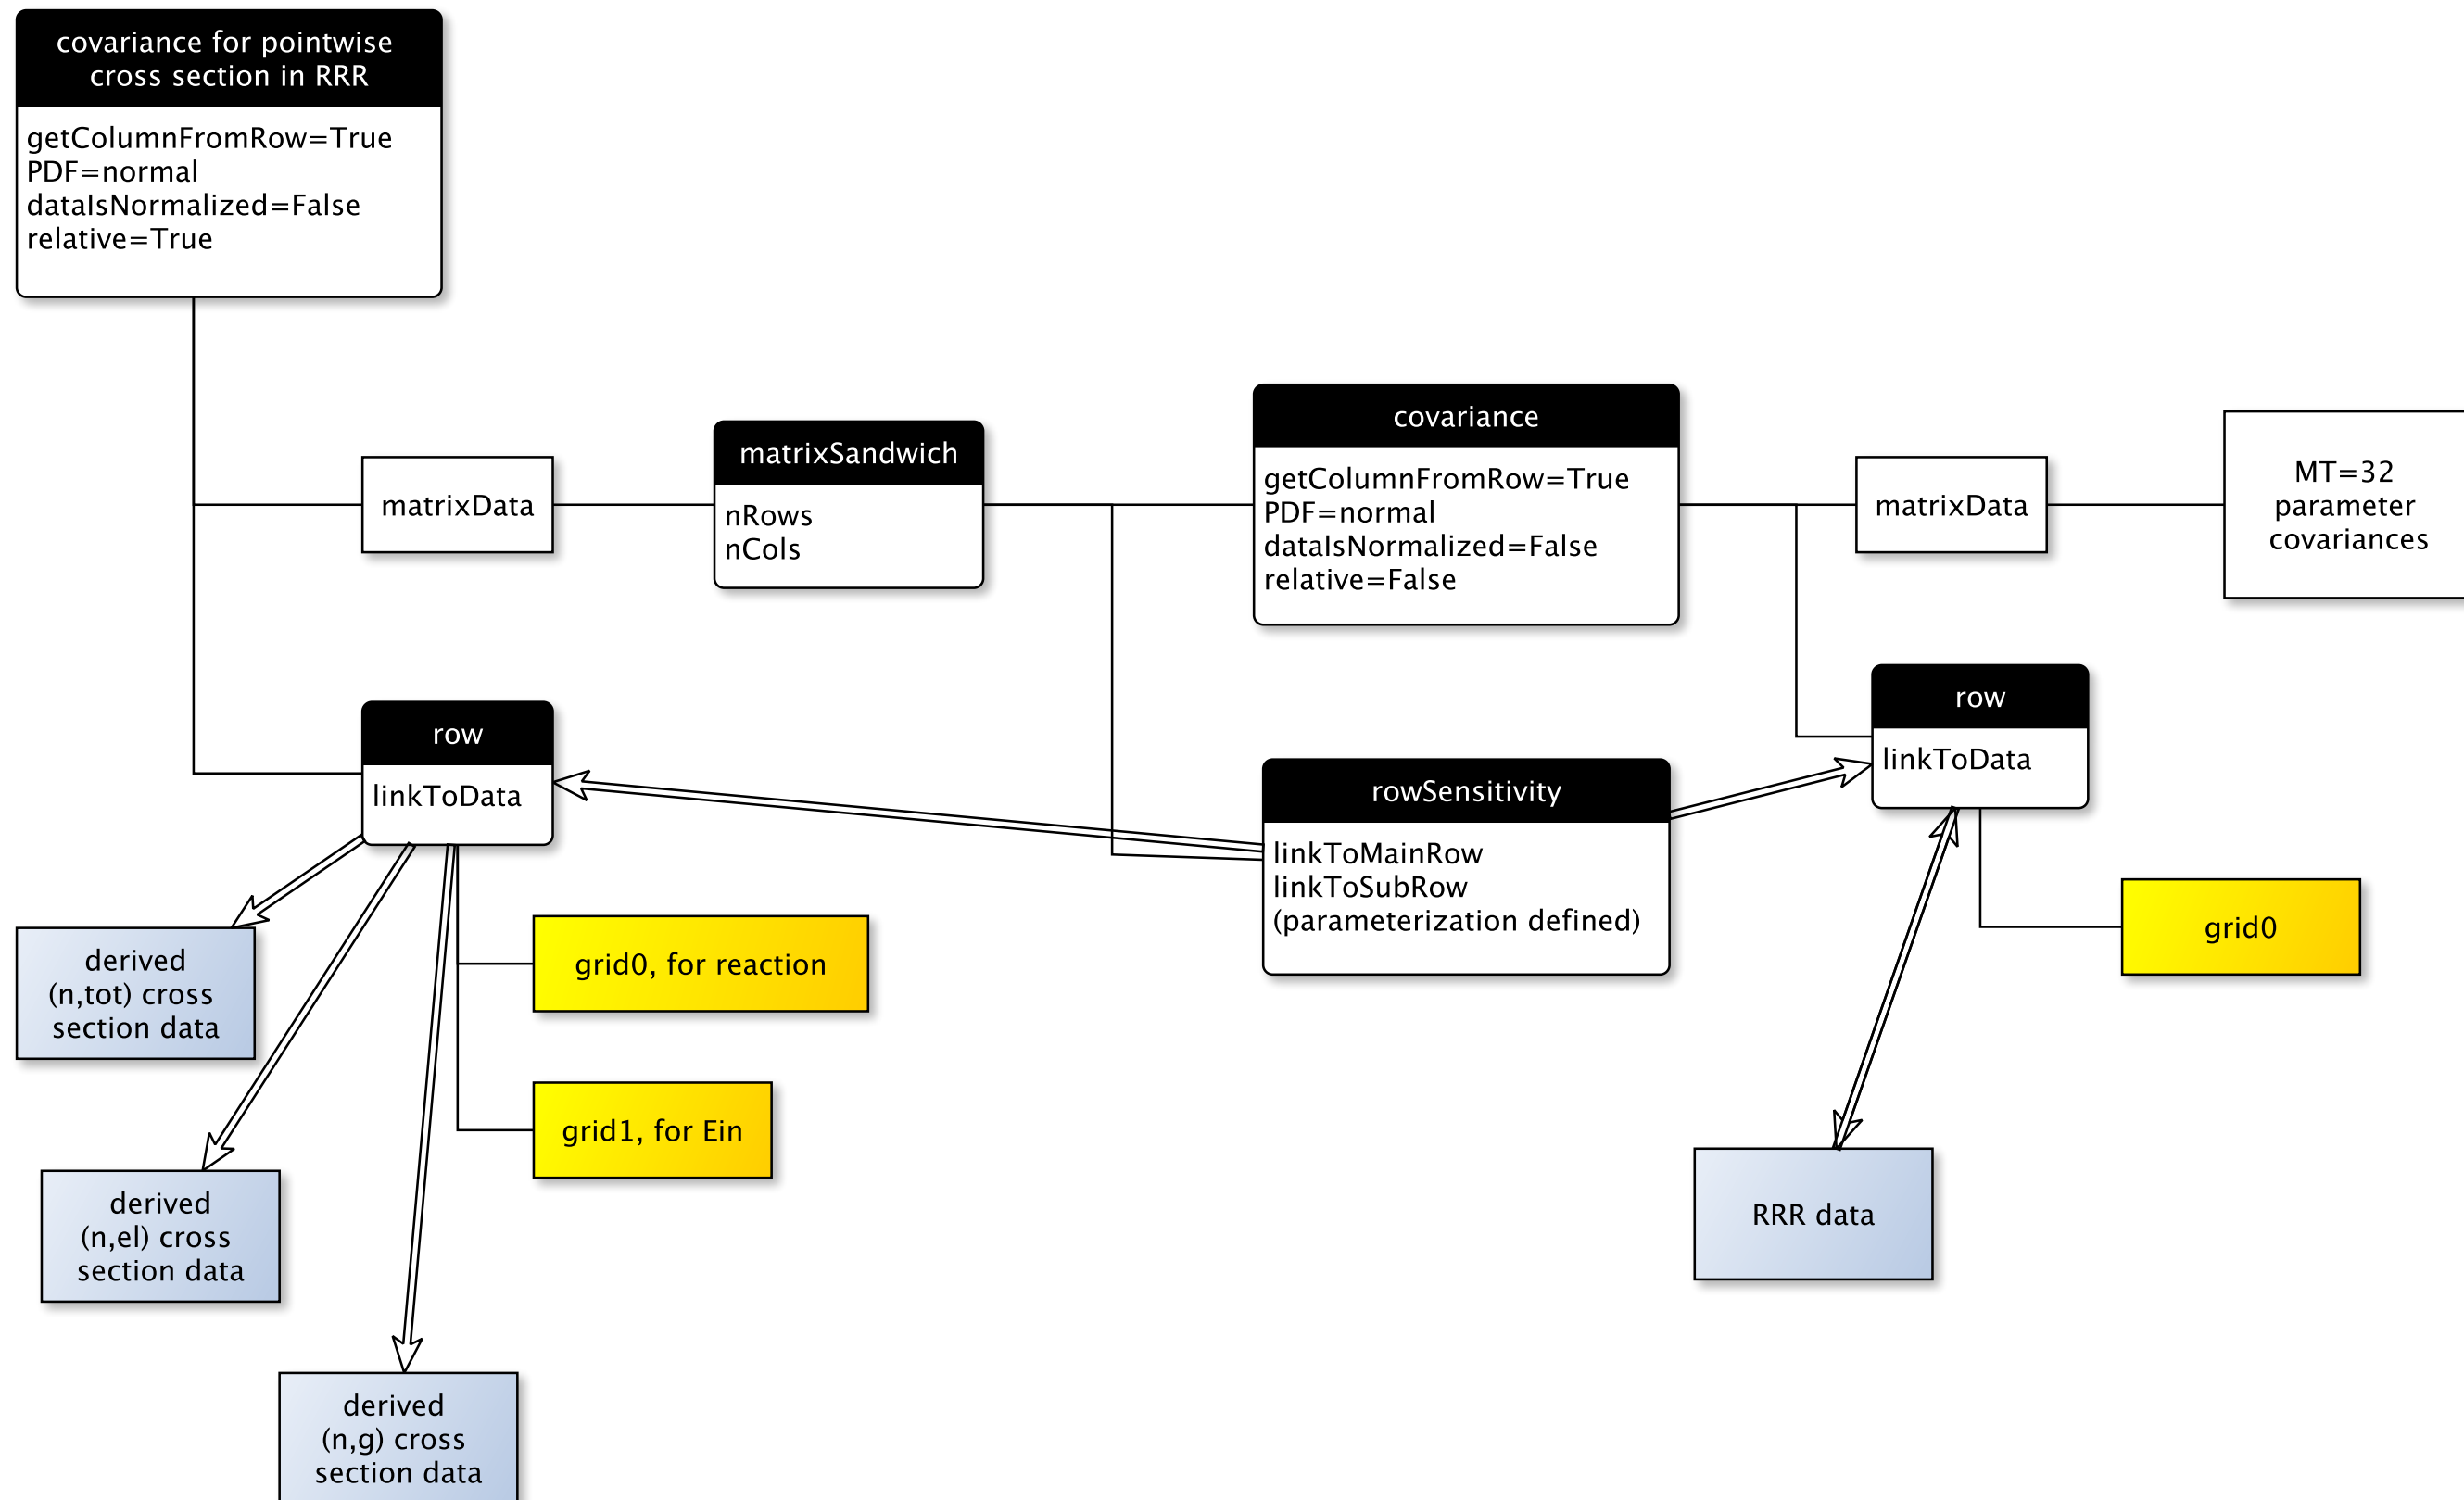 covariance for pointwise
cross section in RRR
getColumnFromRow=True
PDF=normal
dataIsNormalized=False
relative=True
matrixData
matrixSandwich
nRows
nCols
covariance
getColumnFromRow=True
PDF=normal
dataIsNormalized=False
relative=False
matrixData
MT=32
parameter
covariances
row
linkToData
rowSensitivity
linkToMainRow
linkToSubRow
(parameterization defined)
row
linkToData
grid0
grid0, for reaction
grid1, for Ein
derived
(n,tot) cross
section data
derived
(n,el) cross
section data
derived
(n,g) cross
section data
RRR data